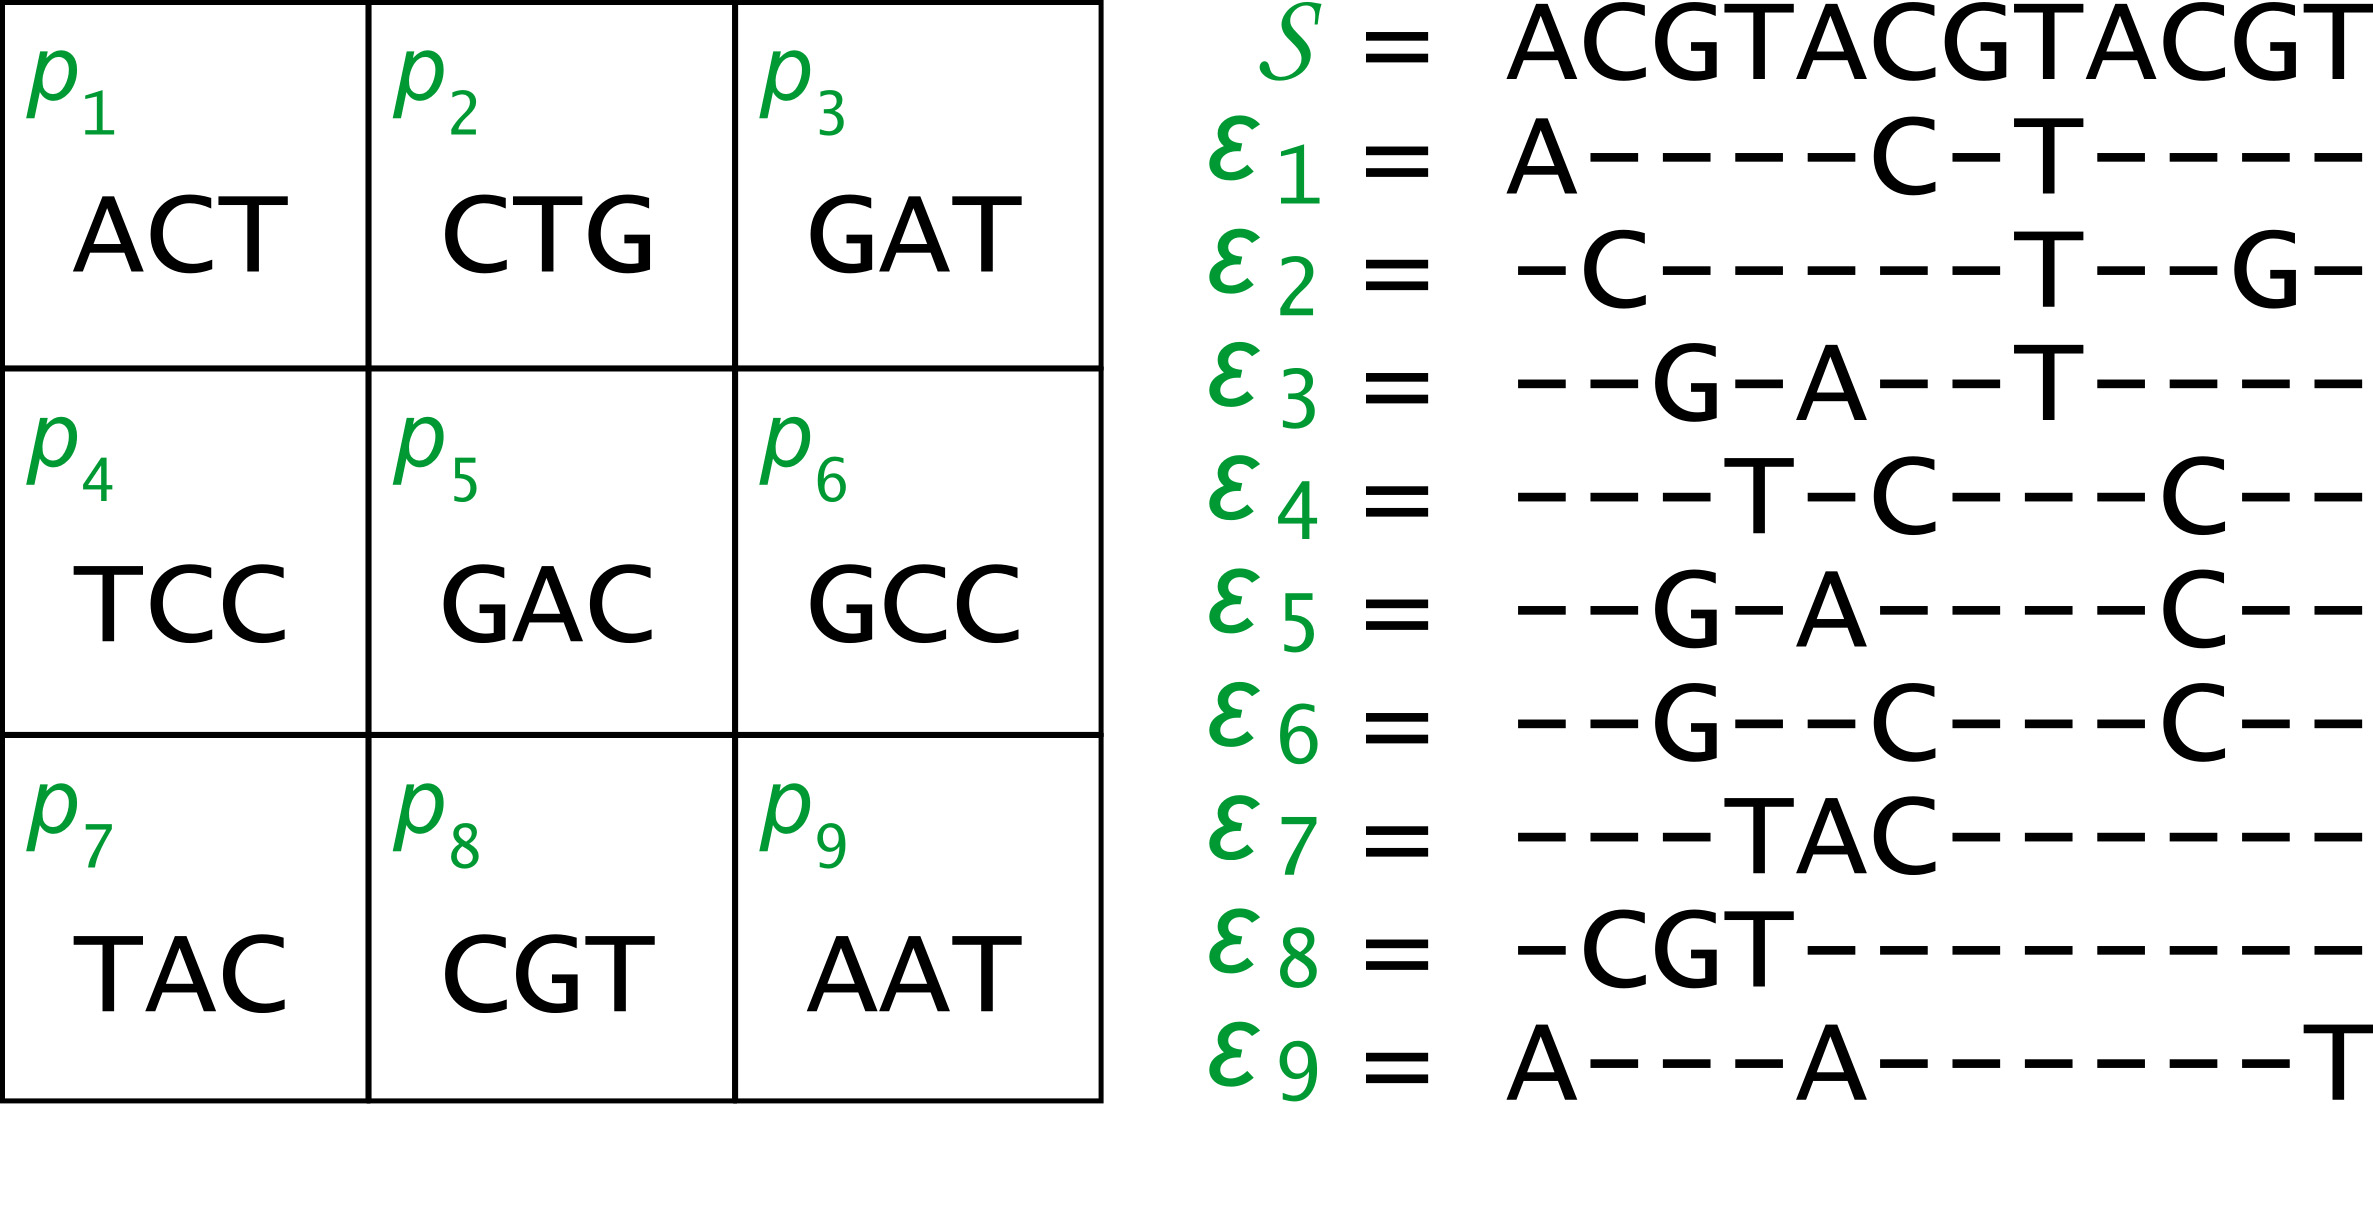 p1 p2 p3
ACT CTG GAT
p4 p5 p6
TCC GAC GCC
p7 p8 p9
TAC CGT AAT
𝒮 = ACGTACGTACGT
ε1 = A----C-T----
ε2 = -C-----T--G-
ε3 = --G-A--T----
ε4 = ---T-C---C--
ε5 = --G-A----C--
ε6 = --G--C---C--
ε7 = ---TAC------
ε8 = -CGT--------
ε9 = A---A------T